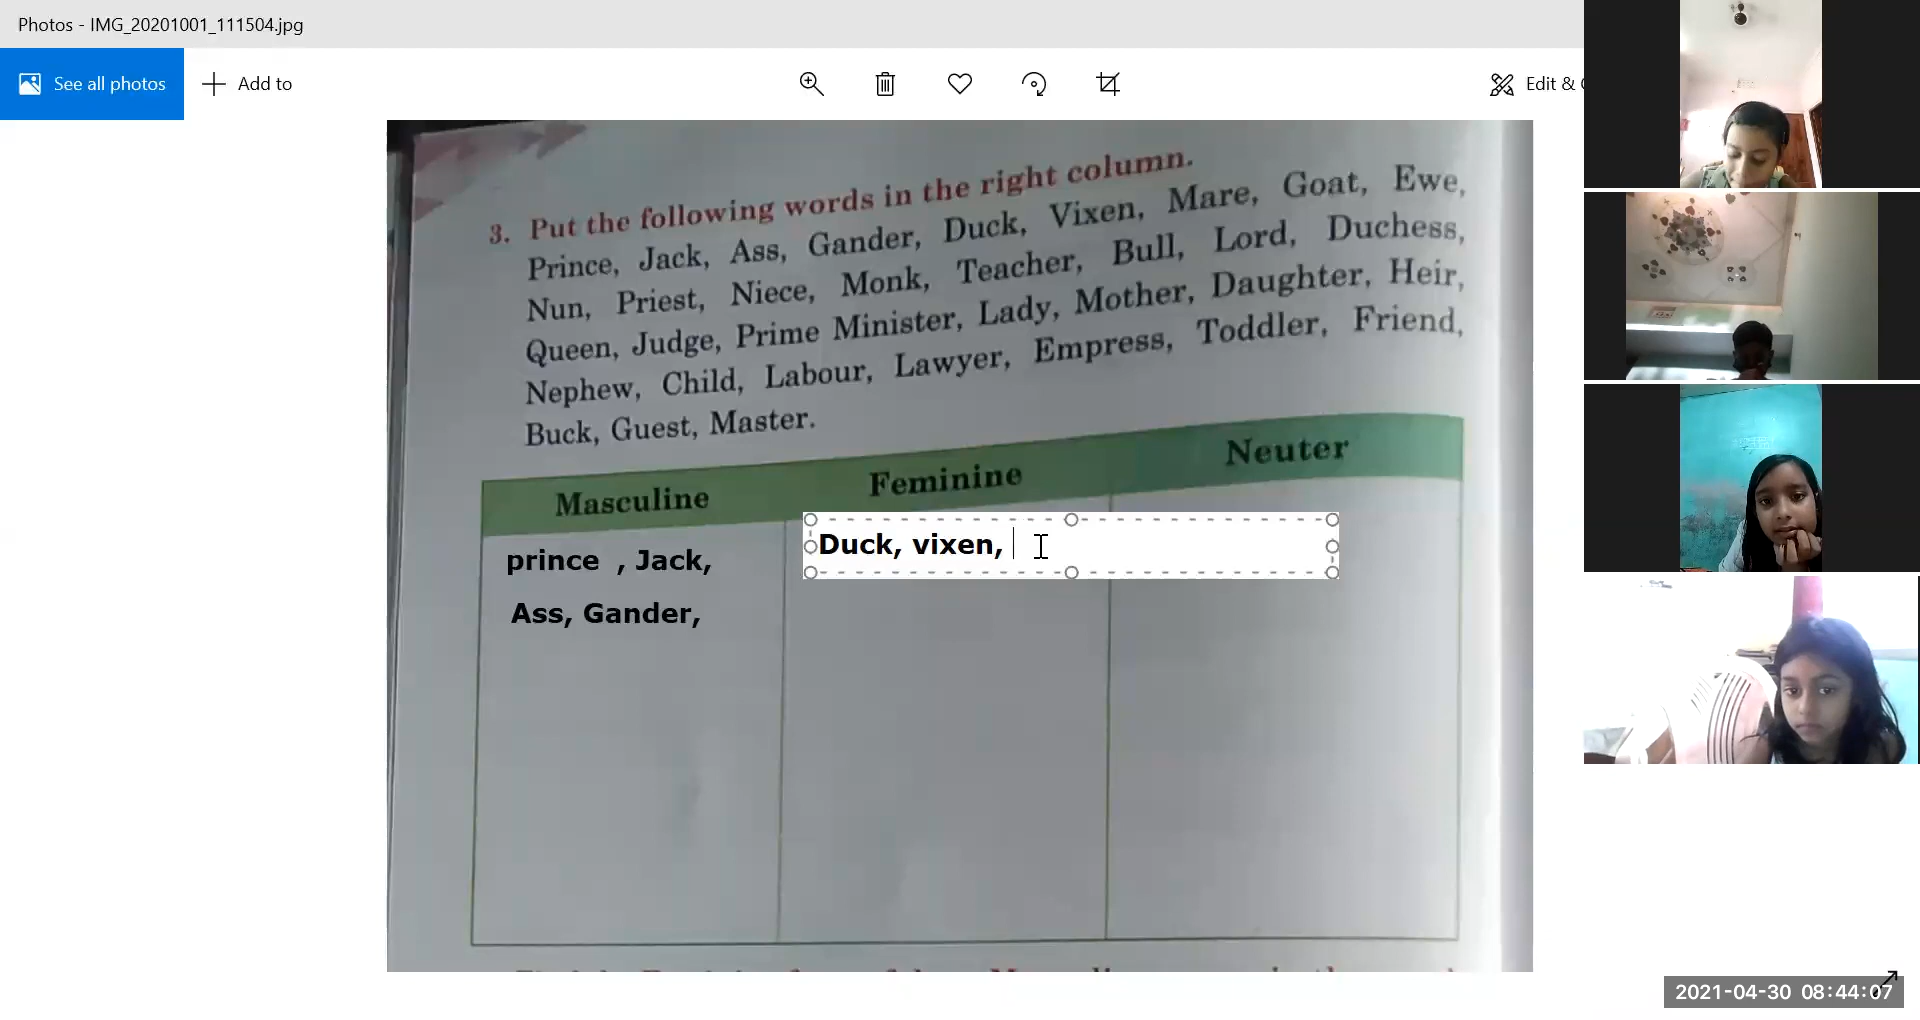 Photos - IMG_20201001_111504.jpg
See all photos
Add to
Edit &
3. Put the following words in the right column.
Prince, Jack, Ass, Gander, Duck, Vixen, Mare, Goat, Ewe,
Nun, Priest, Niece, Monk, Teacher, Bull, Lord, Duchess,
Queen, Judge, Prime Minister, Lady, Mother, Daughter, Heir,
Nephew, Child, Labour, Lawyer, Empress, Toddler, Friend,
Buck, Guest, Master.
Masculine Feminine Neuter
prince , Jack,
Ass, Gander,
Duck, vixen,
2021-04-30 08:44:07